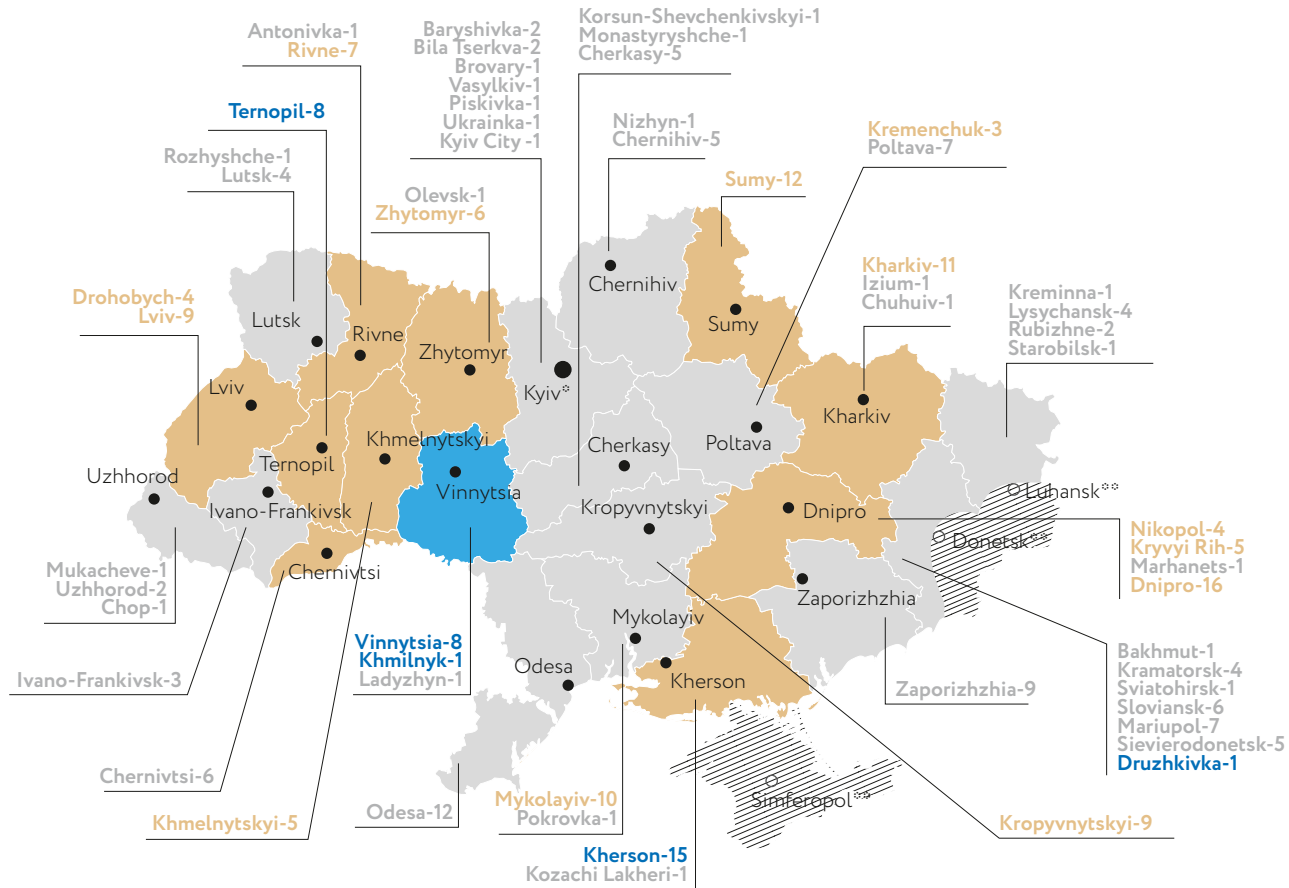 Antonivka-1
Rivne-7
Baryshivka-2
Bila Tserkva-2
Brovary-1
Vasylkiv-1
Piskivka-1
Ukrainka-1
Kyiv City -1
Korsun-Shevchenkivskyi-1
Monastyryshche-1
Cherkasy-5
Ternopil-8
Nizhyn-1
Chernihiv-5
Kremenchuk-3
Poltava-7
Rozhyshche-1
Lutsk-4
Olevsk-1
Zhytomyr-6
Sumy-12
Drohobych-4
Lviv-9
Kharkiv-11
Izium-1
Chuhuiv-1
Kreminna-1
Lysychansk-4
Rubizhne-2
Starobilsk-1
Chernihiv
Lutsk
Rivne
Sumy
Zhytomyr
Kyiv*
Lviv
Kharkiv
Khmelnytskyi
Cherkasy
Poltava
Ternopil
Uzhhorod
Vinnytsia
Luhansk**
Ivano-Frankivsk
Kropyvnytskyi
Dnipro
Donetsk**
Nikopol-4
Kryvyi Rih-5
Marhanets-1
Dnipro-16
Chernivtsi
Zaporizhzhia
Mukacheve-1
Uzhhorod-2
Chop-1
Mykolayiv
Vinnytsia-8
Khmilnyk-1
Ladyzhyn-1
Odesa
Kherson
Ivano-Frankivsk-3
Zaporizhzhia-9
Bakhmut-1
Kramatorsk-4
Sviatohirsk-1
Sloviansk-6
Mariupol-7
Sievierodonetsk-5
Druzhkivka-1
Chernivtsi-6
Simferopol**
Khmelnytskyi-5
Odesa-12
Mykolayiv-10
Pokrovka-1
Kropyvnytskyi-9
Kherson-15
Kozachi Lakheri-1